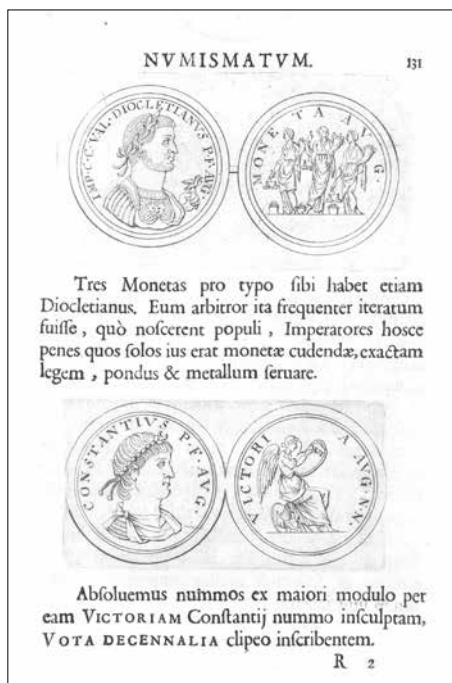 NVMISMATVM. 131
IMP·C·C·VAL·DIOCLETIANVS P·F·AVG·
MONETA AVG·
Tres Monetas pro typo ſibi habet etiam
Diocletianus. Eum arbitror ita frequenter iteratum
fuiſſe, quò noſcerent populi, Imperatores hosce
penes quos ſolos ius erat monetæ cudendæ, exactam
legem, pondus & metallum ſeruare.
CONSTANTIVS P·F·AVG·
VICTORIA AVG·NN·
Abſoluemus nummos ex maiori modulo per
eam VICTORIAM Conſtantij nummo inſculptam,
VOTA DECENNALIA clipeo inſcribentem.
R 2